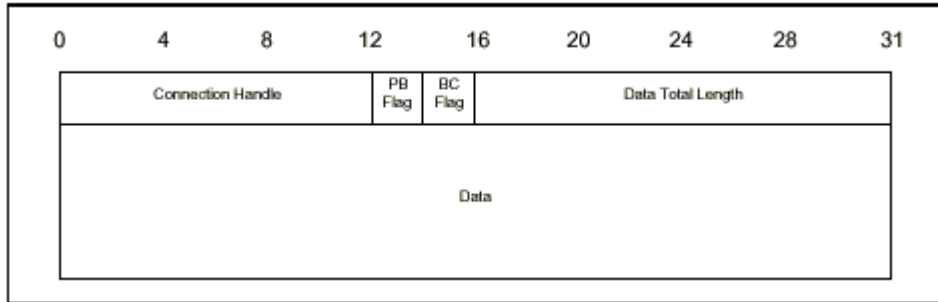 0 4 8 12 16 20 24 28 31
Connection Handle PB Flag BC Flag Data Total Length
Data